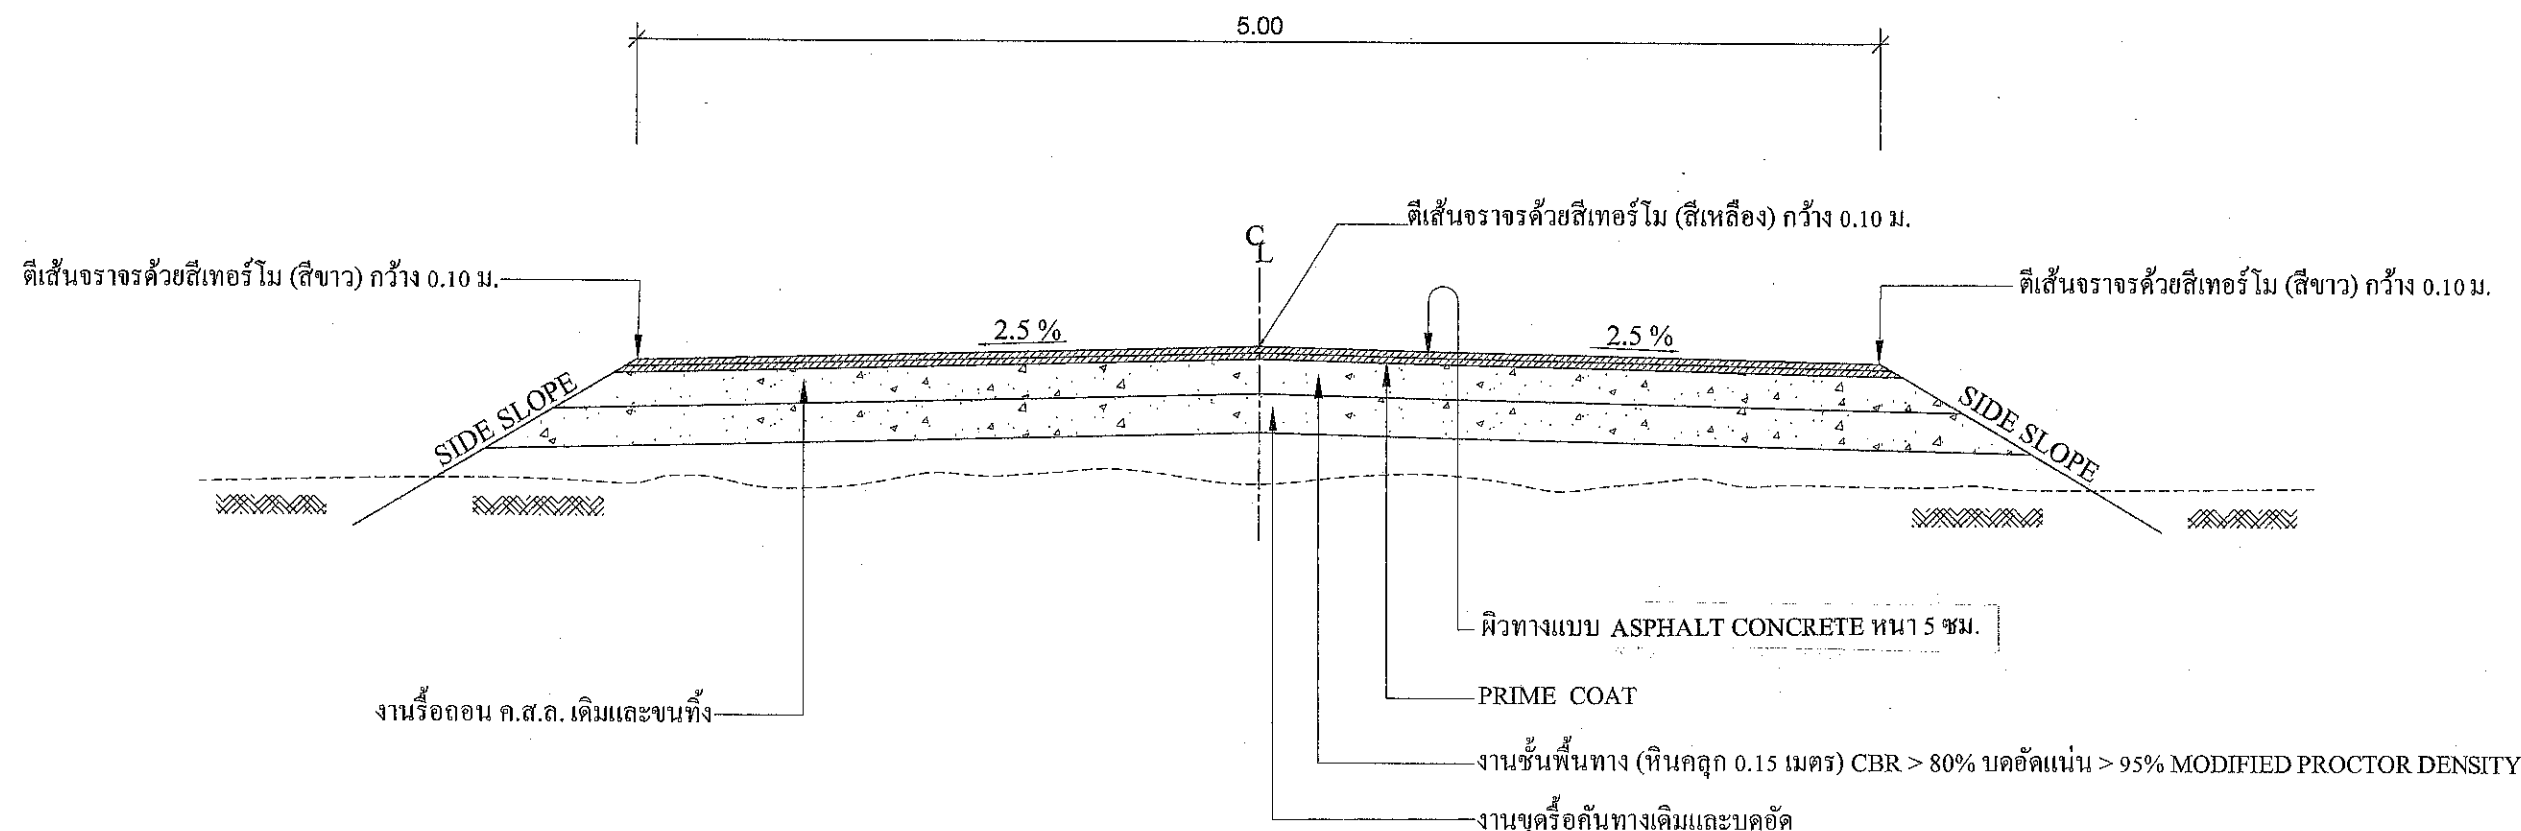 5.00
ตีเส้นจราจรด้วยสีเทอร์โม (สีเหลือง) กว้าง 0.10 ม.
CL
ตีเส้นจราจรด้วยสีเทอร์โม (สีขาว) กว้าง 0.10 ม.
ตีเส้นจราจรด้วยสีเทอร์โม (สีขาว) กว้าง 0.10 ม.
2.5 %
2.5 %
SIDE SLOPE
SIDE SLOPE
ผิวทางแบบ ASPHALT CONCRETE หนา 5 ซม.
PRIME COAT
งานรื้อถอน ค.ส.ล. เดิมและขนทิ้ง
งานชั้นพื้นทาง (หินคลุก 0.15 เมตร) CBR > 80% บดอัดแน่น > 95% MODIFIED PROCTOR DENSITY
งานขุดรื้อคันทางเดิมและบดอัด